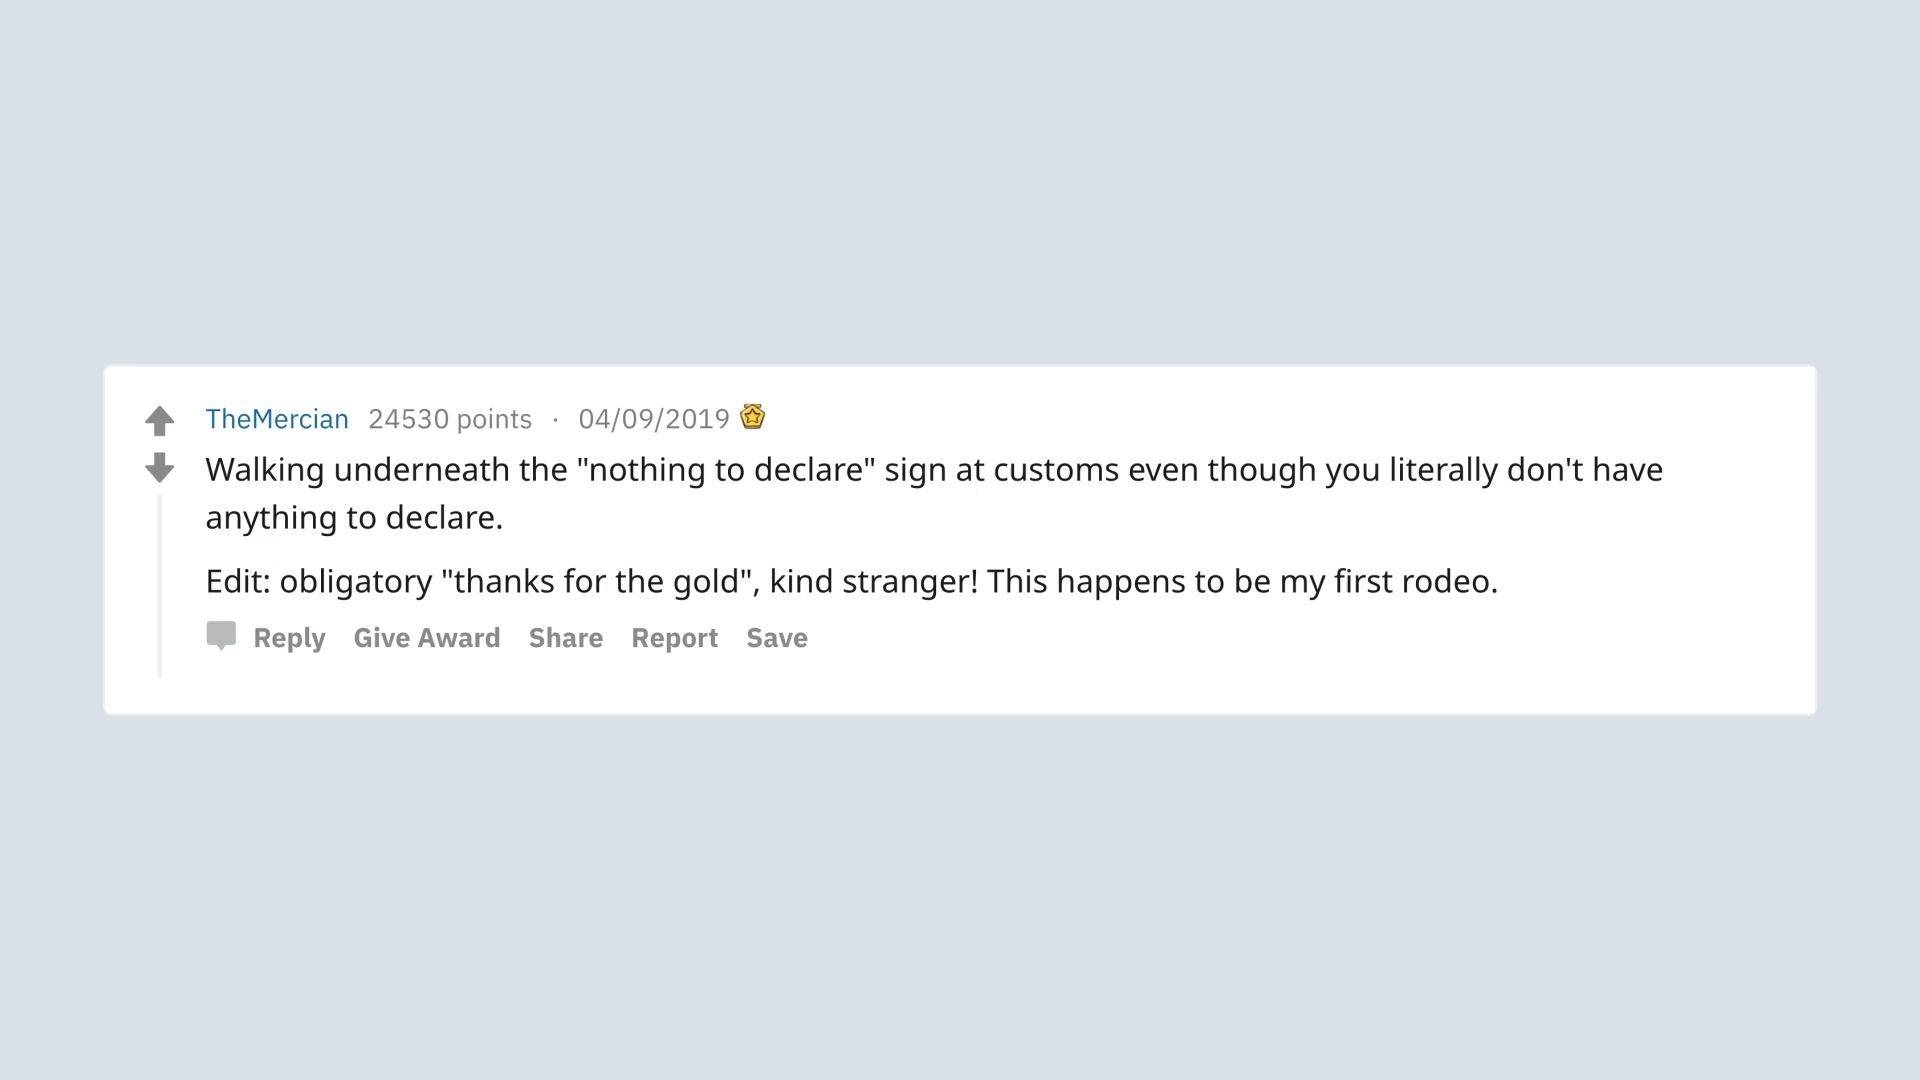 TheMercian 24530 points · 04/09/2019
Walking underneath the "nothing to declare" sign at customs even though you literally don't have
anything to declare.
Edit: obligatory "thanks for the gold", kind stranger! This happens to be my first rodeo.
Reply Give Award Share Report Save